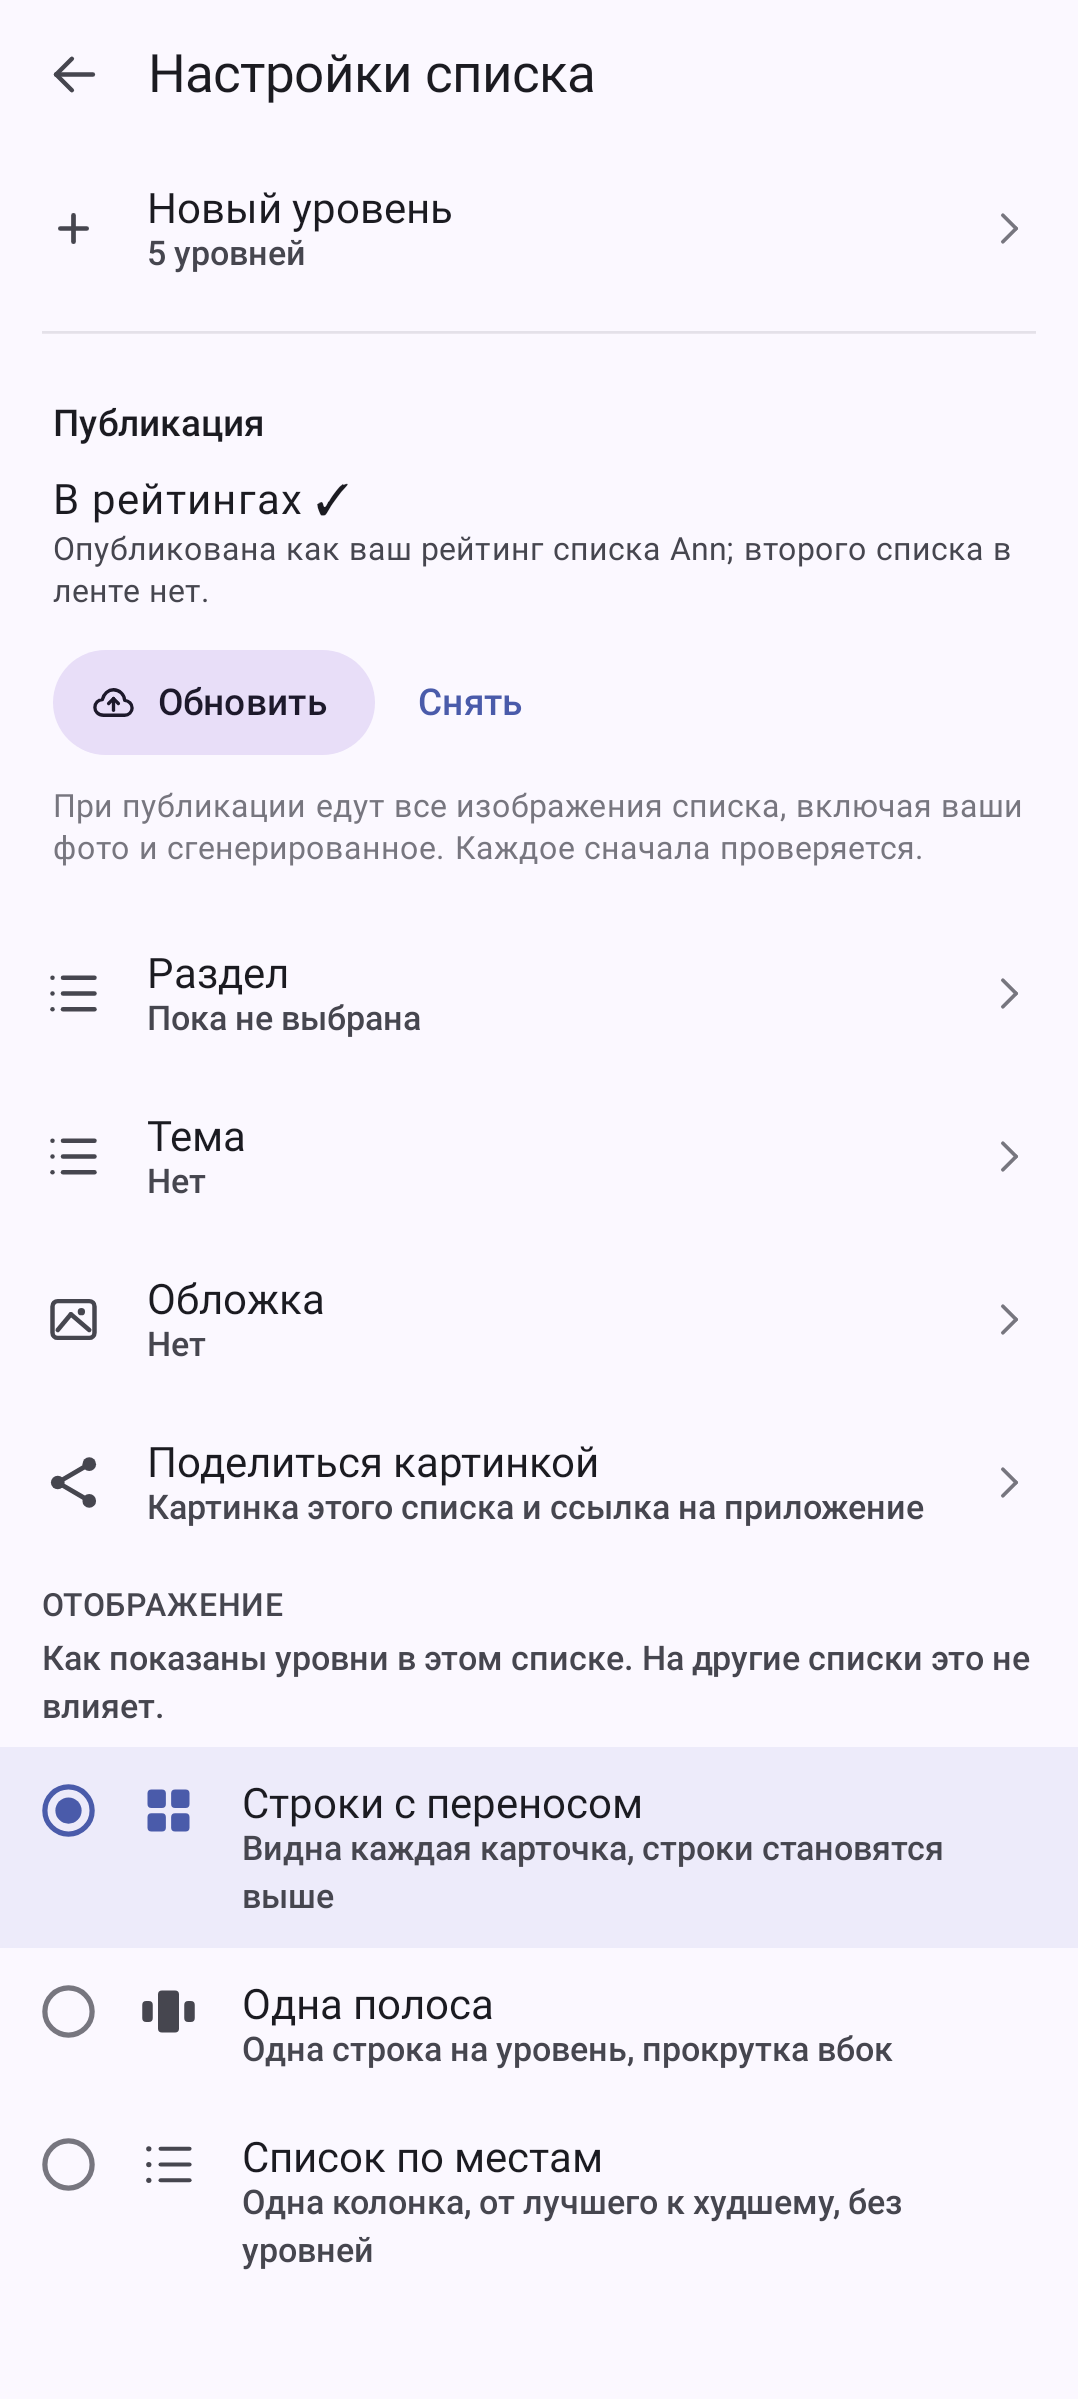 Настройки списка
Новый уровень
5 уровней
Публикация
В рейтингах ✓
Опубликована как ваш рейтинг списка Ann; второго списка в
ленте нет.
Обновить
Снять
При публикации едут все изображения списка, включая ваши
фото и сгенерированное. Каждое сначала проверяется.
Раздел
Пока не выбрана
Тема
Нет
Обложка
Нет
Поделиться картинкой
Картинка этого списка и ссылка на приложение
ОТОБРАЖЕНИЕ
Как показаны уровни в этом списке. На другие списки это не
влияет.
Строки с переносом
Видна каждая карточка, строки становятся
выше
Одна полоса
Одна строка на уровень, прокрутка вбок
Список по местам
Одна колонка, от лучшего к худшему, без
уровней